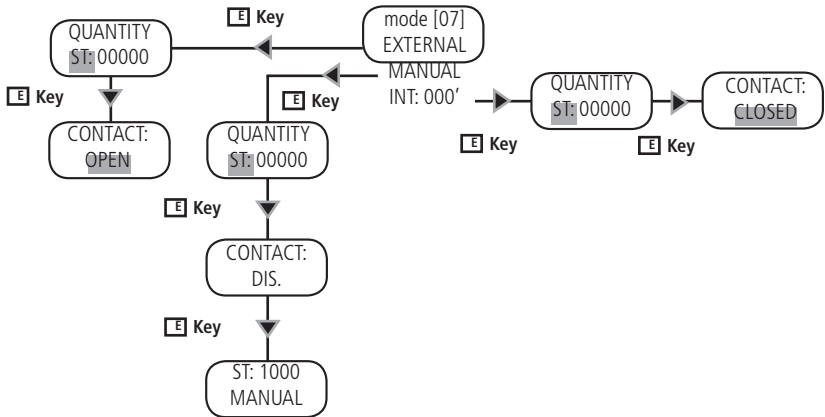 mode [07]
EXTERNAL
MANUAL
INT: 000'
E Key
QUANTITY
ST: 00000
E Key
CONTACT:
OPEN
E Key
QUANTITY
ST: 00000
E Key
CONTACT:
DIS.
E Key
ST: 1000
MANUAL
E Key
QUANTITY
ST: 00000
E Key
CONTACT:
CLOSED